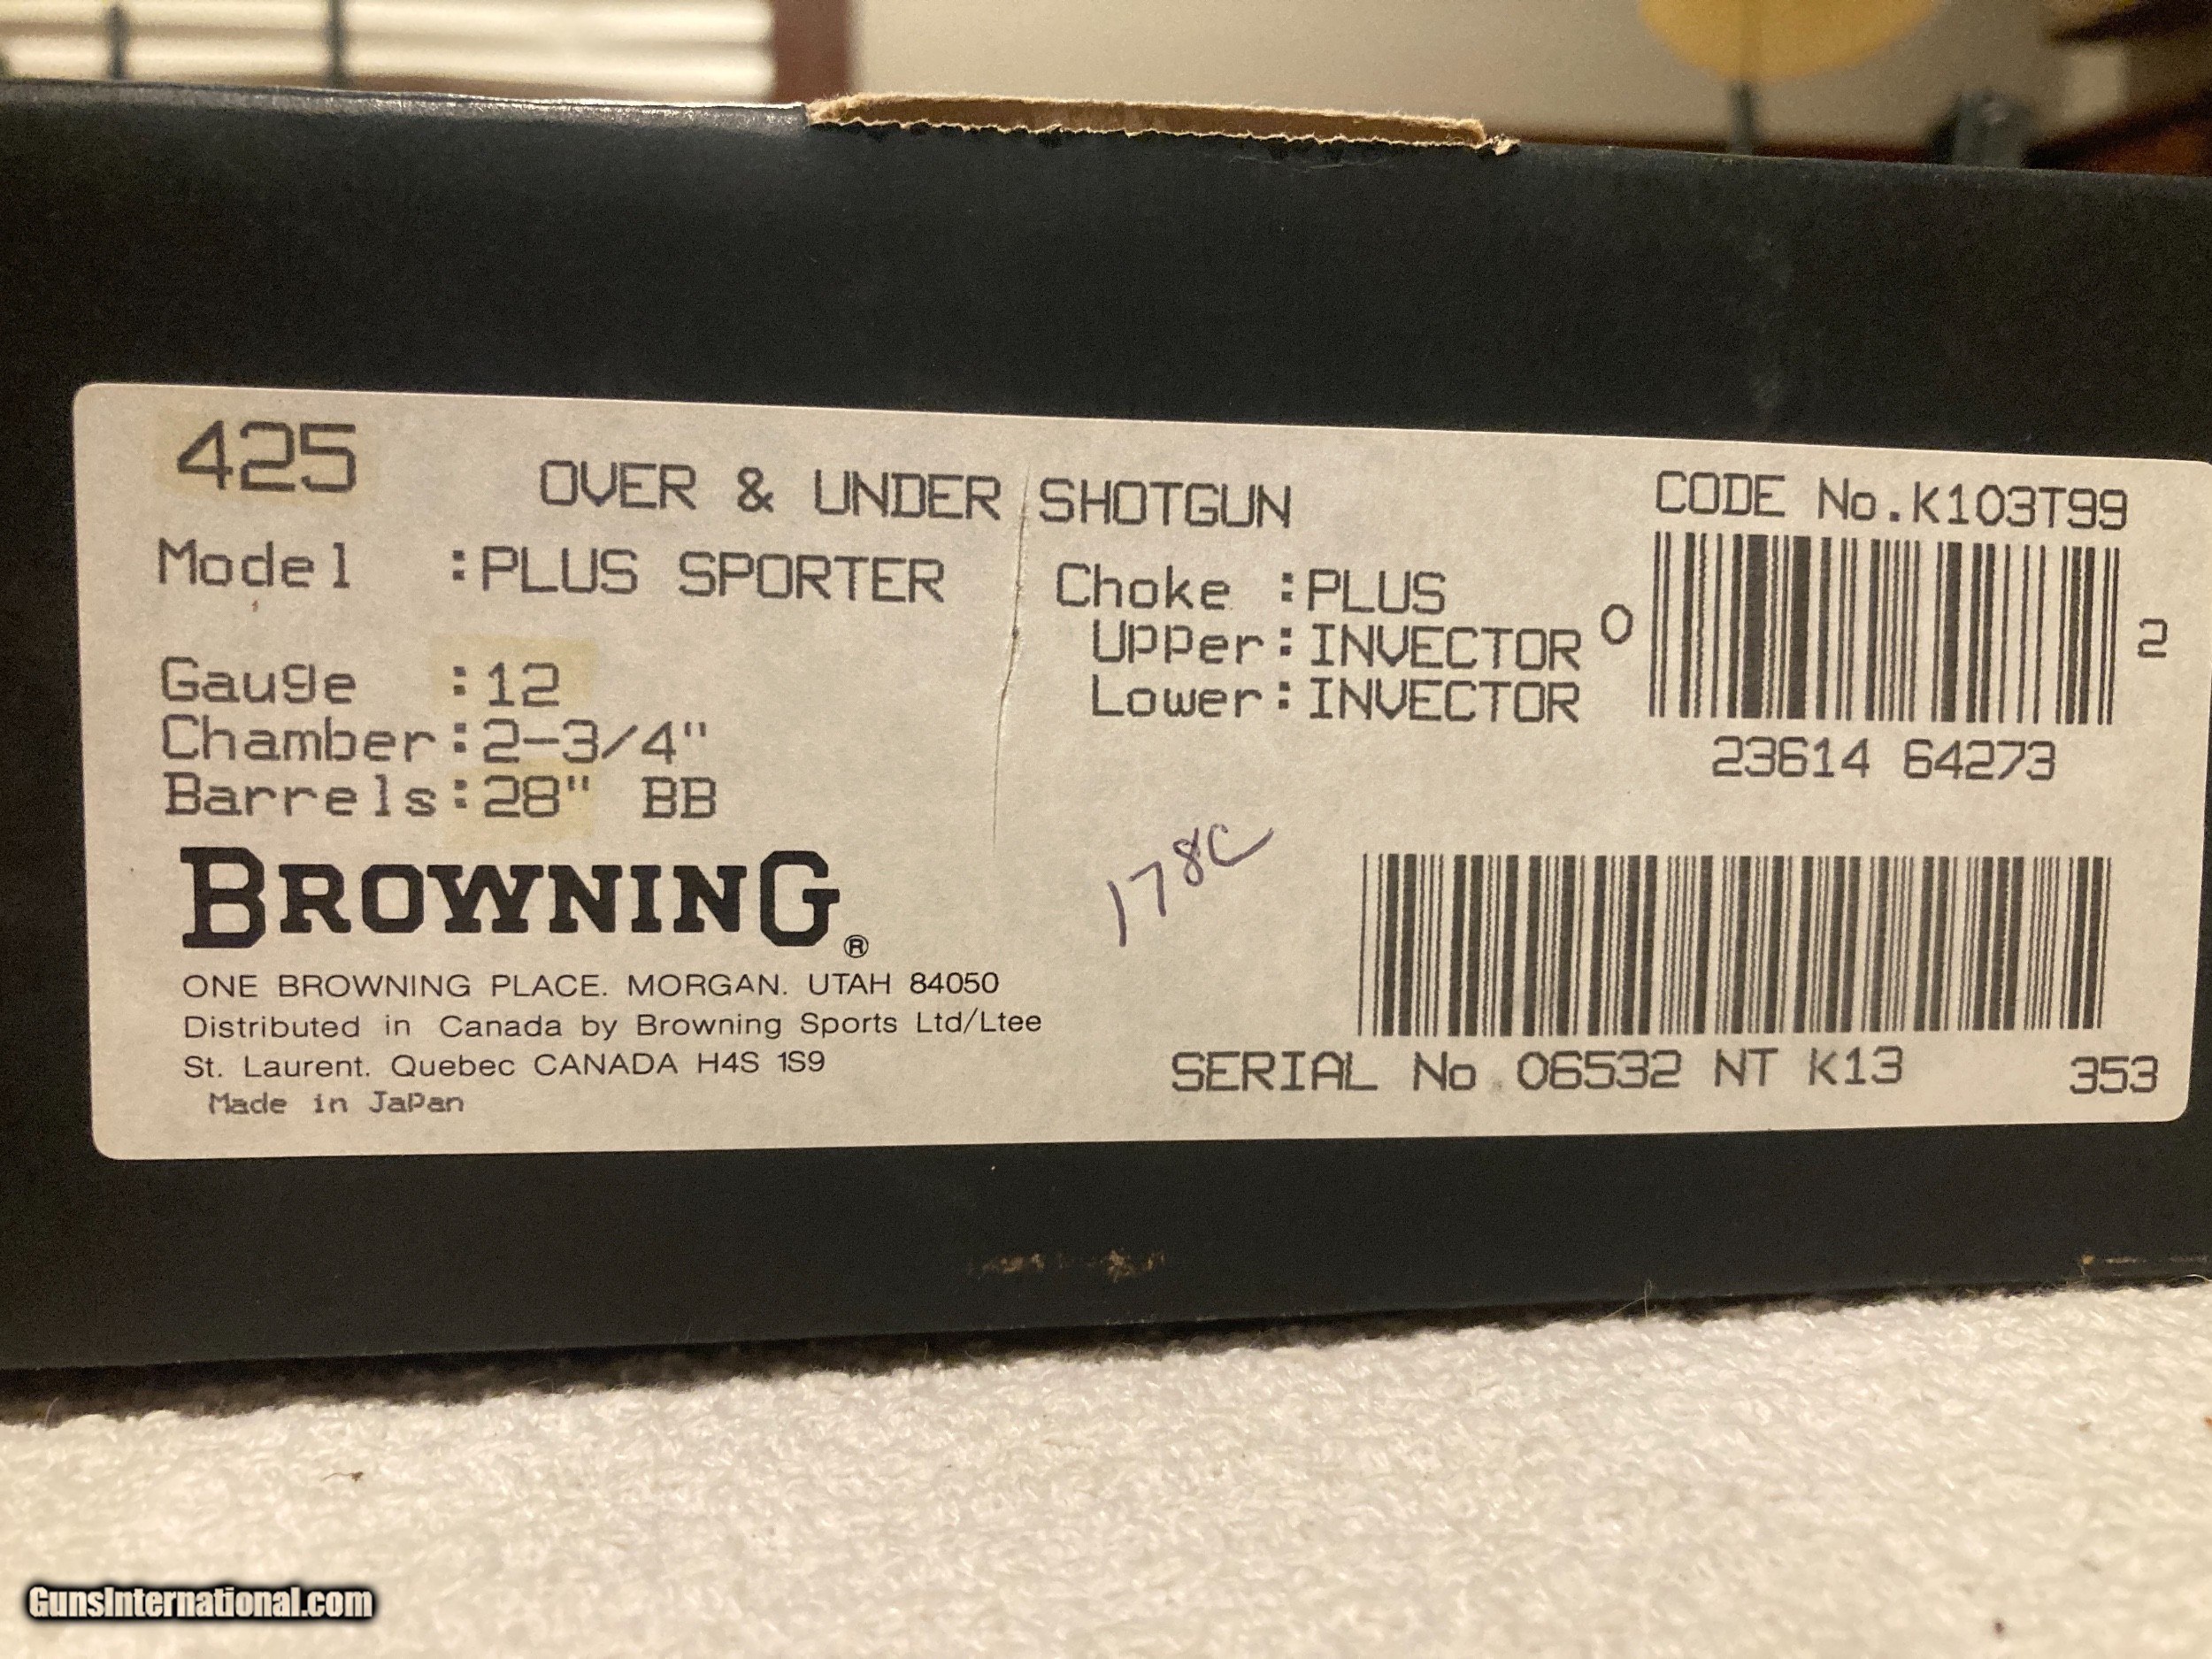 425 OVER & UNDER SHOTGUN
Model :PLUS SPORTER
Gauge :12
Chamber:2-3/4"
Barrels:28" BB
Choke :PLUS
Upper:INVECTOR
Lower:INVECTOR
CODE No.K103T99
0 2
23614 64273
BROWNING®
ONE BROWNING PLACE. MORGAN. UTAH 84050
Distributed in Canada by Browning Sports Ltd/Ltee
St. Laurent. Quebec CANADA H4S 1S9
Made in Japan
178C
SERIAL No.06532 NT K13 353
GunsInternational.com